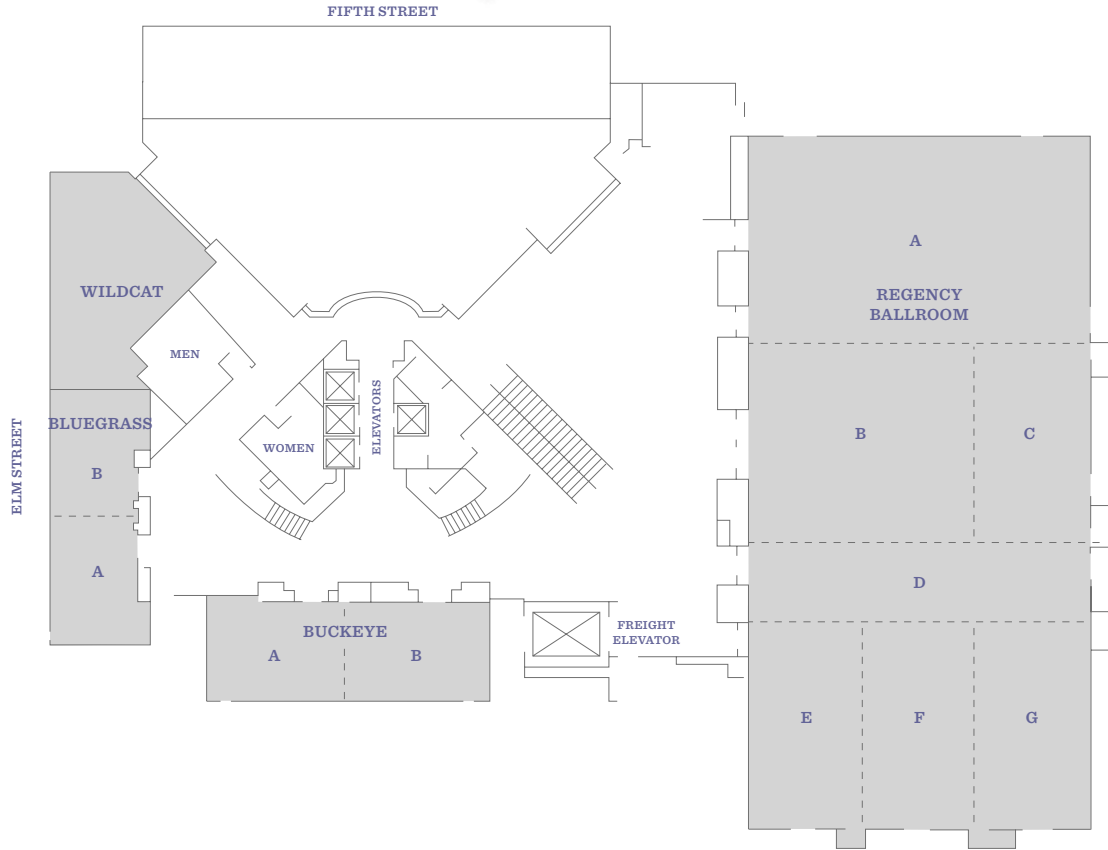 FIFTH STREET
A
REGENCY
BALLROOM
WILDCAT
MEN
ELEVATORS
BLUEGRASS
B
C
WOMEN
B
ELM STREET
A
D
FREIGHT
ELEVATOR
BUCKEYE
A
B
E
F
G